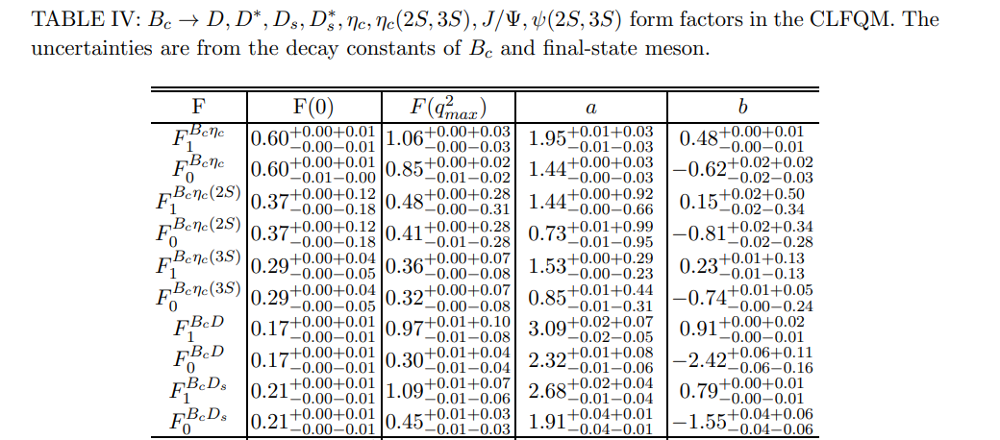 TABLE IV: B_c → D, D*, D_s, D_s^*, η_c, η_c(2S, 3S), J/Ψ, ψ(2S, 3S) form factors in the CLFQM. The
uncertainties are from the decay constants of B_c and final-state meson.
F F(0) F(q^2_{max}) a b
F_1^{B_cη_c} 0.60^{+0.00+0.01}_{−0.00−0.01} 1.06^{+0.00+0.03}_{−0.00−0.03} 1.95^{+0.01+0.03}_{−0.01−0.03} 0.48^{+0.00+0.01}_{−0.00−0.01}
F_0^{B_cη_c} 0.60^{+0.00+0.01}_{−0.01−0.00} 0.85^{+0.00+0.02}_{−0.01−0.02} 1.44^{+0.00+0.03}_{−0.00−0.03} −0.62^{+0.02+0.02}_{−0.02−0.03}
F_1^{B_cη_c(2S)} 0.37^{+0.00+0.12}_{−0.00−0.18} 0.48^{+0.00+0.28}_{−0.00−0.31} 1.44^{+0.00+0.92}_{−0.00−0.66} 0.15^{+0.02+0.50}_{−0.02−0.34}
F_0^{B_cη_c(2S)} 0.37^{+0.00+0.12}_{−0.00−0.18} 0.41^{+0.00+0.28}_{−0.01−0.28} 0.73^{+0.01+0.99}_{−0.01−0.95} −0.81^{+0.02+0.34}_{−0.02−0.28}
F_1^{B_cη_c(3S)} 0.29^{+0.00+0.04}_{−0.00−0.05} 0.36^{+0.00+0.07}_{−0.00−0.08} 1.53^{+0.00+0.29}_{−0.00−0.23} 0.23^{+0.01+0.13}_{−0.01−0.13}
F_0^{B_cη_c(3S)} 0.29^{+0.00+0.04}_{−0.00−0.05} 0.32^{+0.00+0.07}_{−0.00−0.08} 0.85^{+0.01+0.44}_{−0.01−0.31} −0.74^{+0.01+0.05}_{−0.00−0.24}
F_1^{B_cD} 0.17^{+0.00+0.01}_{−0.00−0.01} 0.97^{+0.01+0.10}_{−0.01−0.08} 3.09^{+0.02+0.07}_{−0.02−0.05} 0.91^{+0.00+0.02}_{−0.00−0.01}
F_0^{B_cD} 0.17^{+0.00+0.01}_{−0.00−0.01} 0.30^{+0.01+0.04}_{−0.01−0.04} 2.32^{+0.01+0.08}_{−0.01−0.06} −2.42^{+0.06+0.11}_{−0.06−0.16}
F_1^{B_cD_s} 0.21^{+0.00+0.01}_{−0.00−0.01} 1.09^{+0.01+0.07}_{−0.01−0.06} 2.68^{+0.02+0.04}_{−0.01−0.04} 0.79^{+0.00+0.01}_{−0.00−0.01}
F_0^{B_cD_s} 0.21^{+0.00+0.01}_{−0.00−0.01} 0.45^{+0.01+0.03}_{−0.01−0.03} 1.91^{+0.04+0.01}_{−0.04−0.01} −1.55^{+0.04+0.06}_{−0.04−0.06}